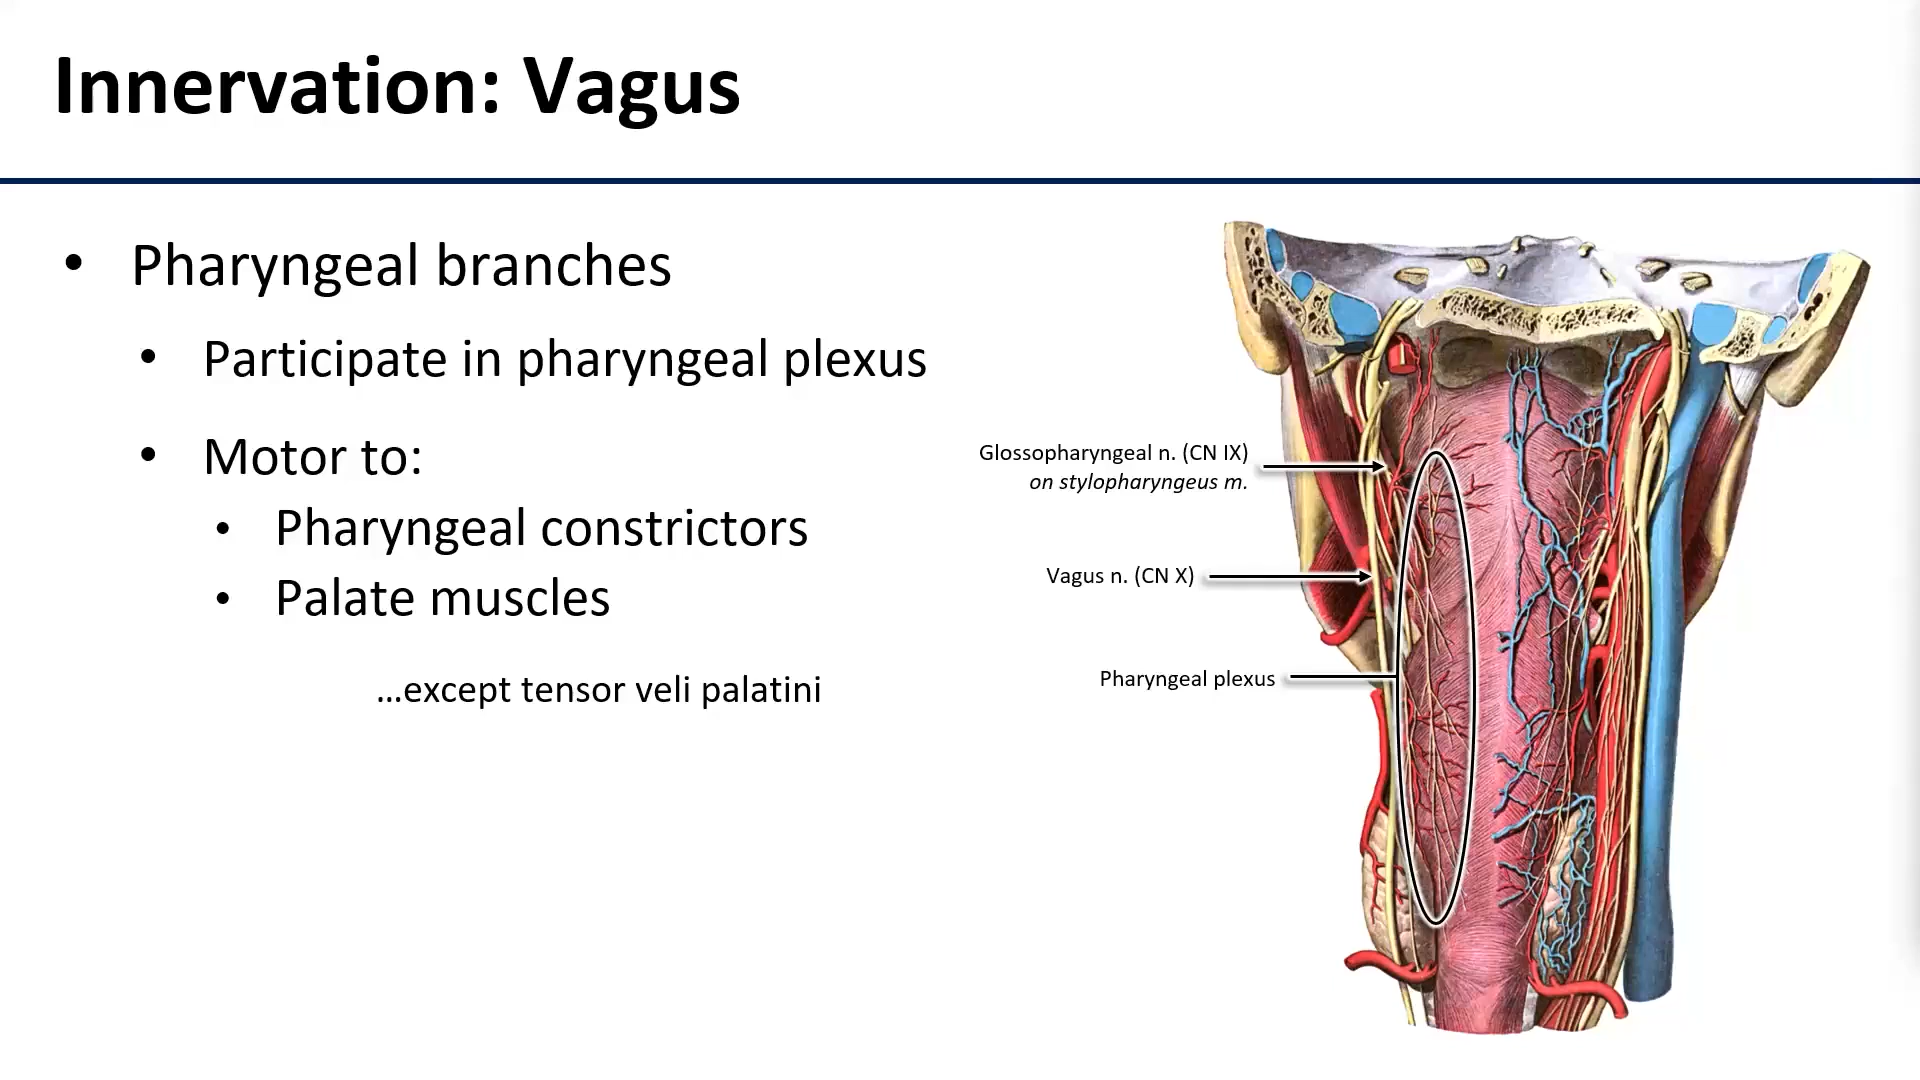 Innervation: Vagus
• Pharyngeal branches
• Participate in pharyngeal plexus
• Motor to:
• Pharyngeal constrictors
• Palate muscles
...except tensor veli palatini
Glossopharyngeal n. (CN IX)
on stylopharyngeus m.
Vagus n. (CN X)
Pharyngeal plexus